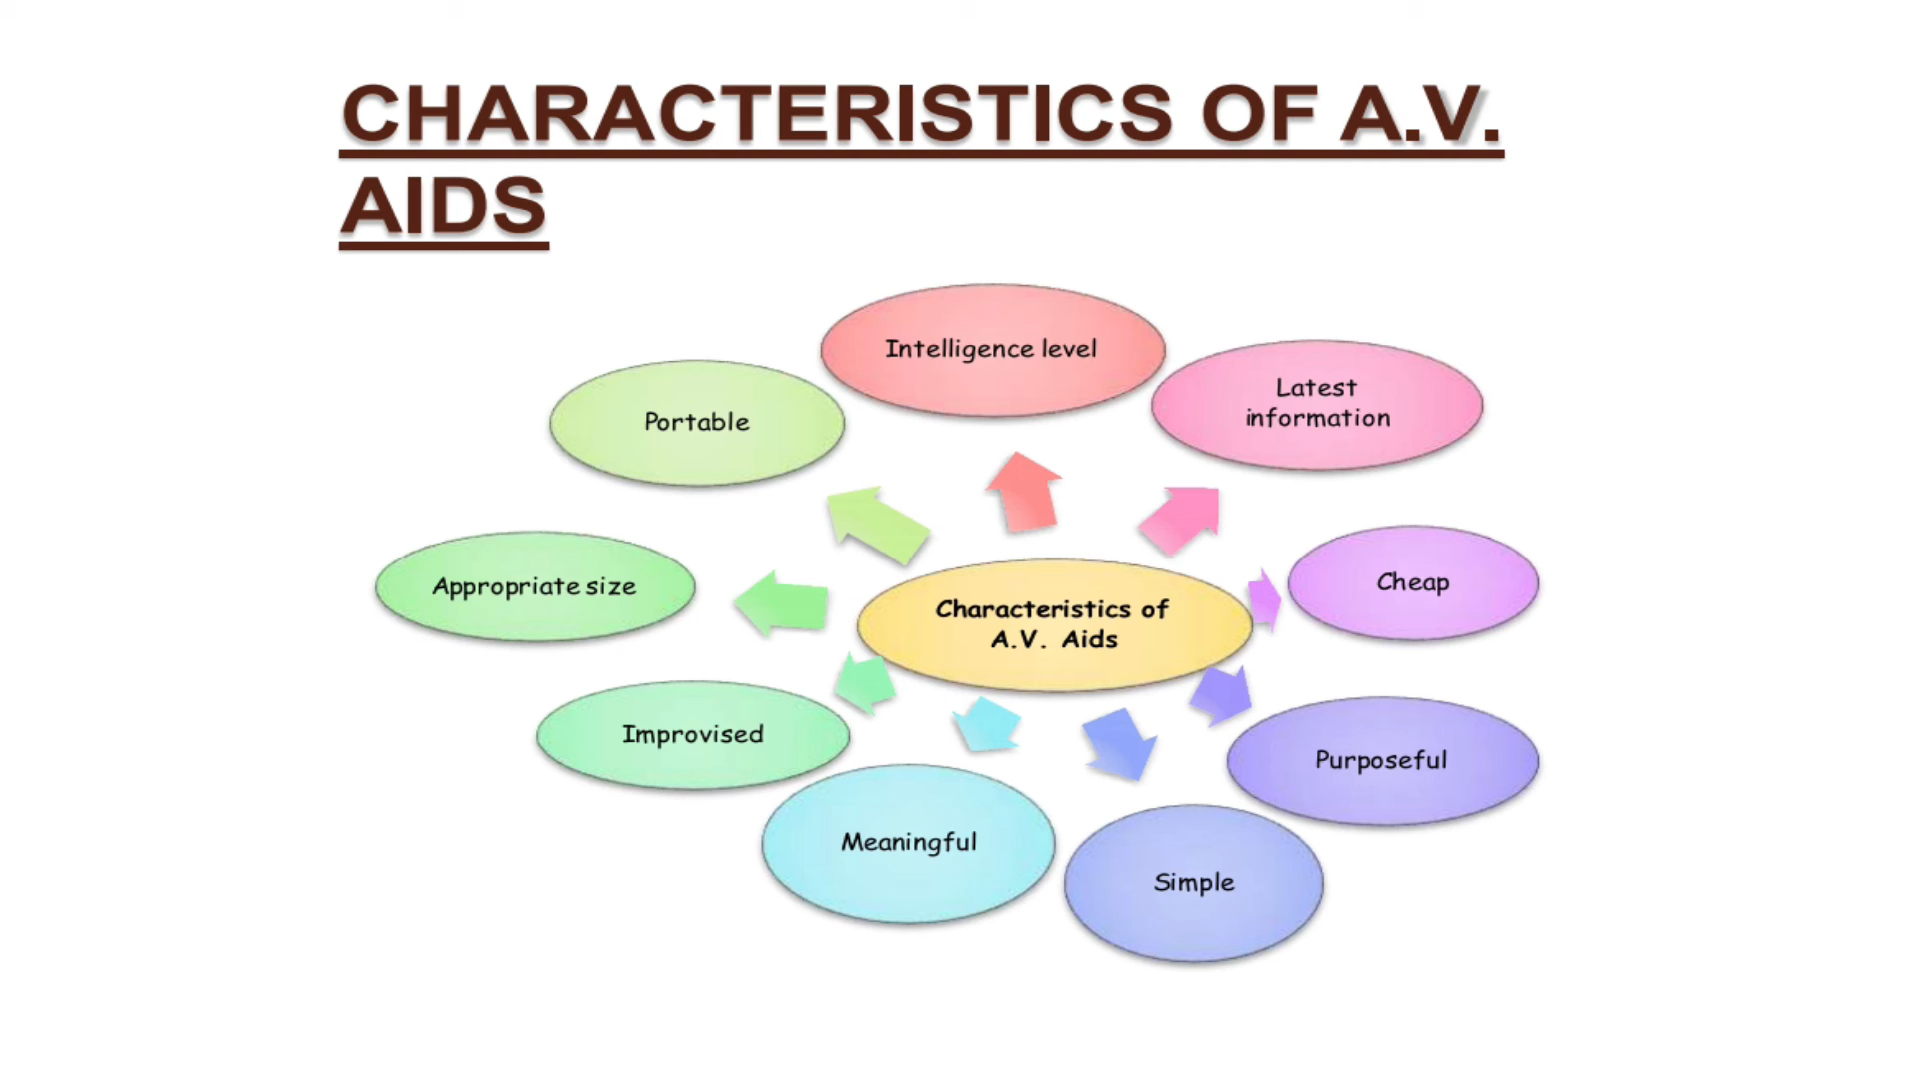 CHARACTERISTICS OF A.V.
AIDS
Intelligence level
Latest
information
Portable
Cheap
Appropriate size
Characteristics of
A.V. Aids
Improvised
Purposeful
Meaningful
Simple